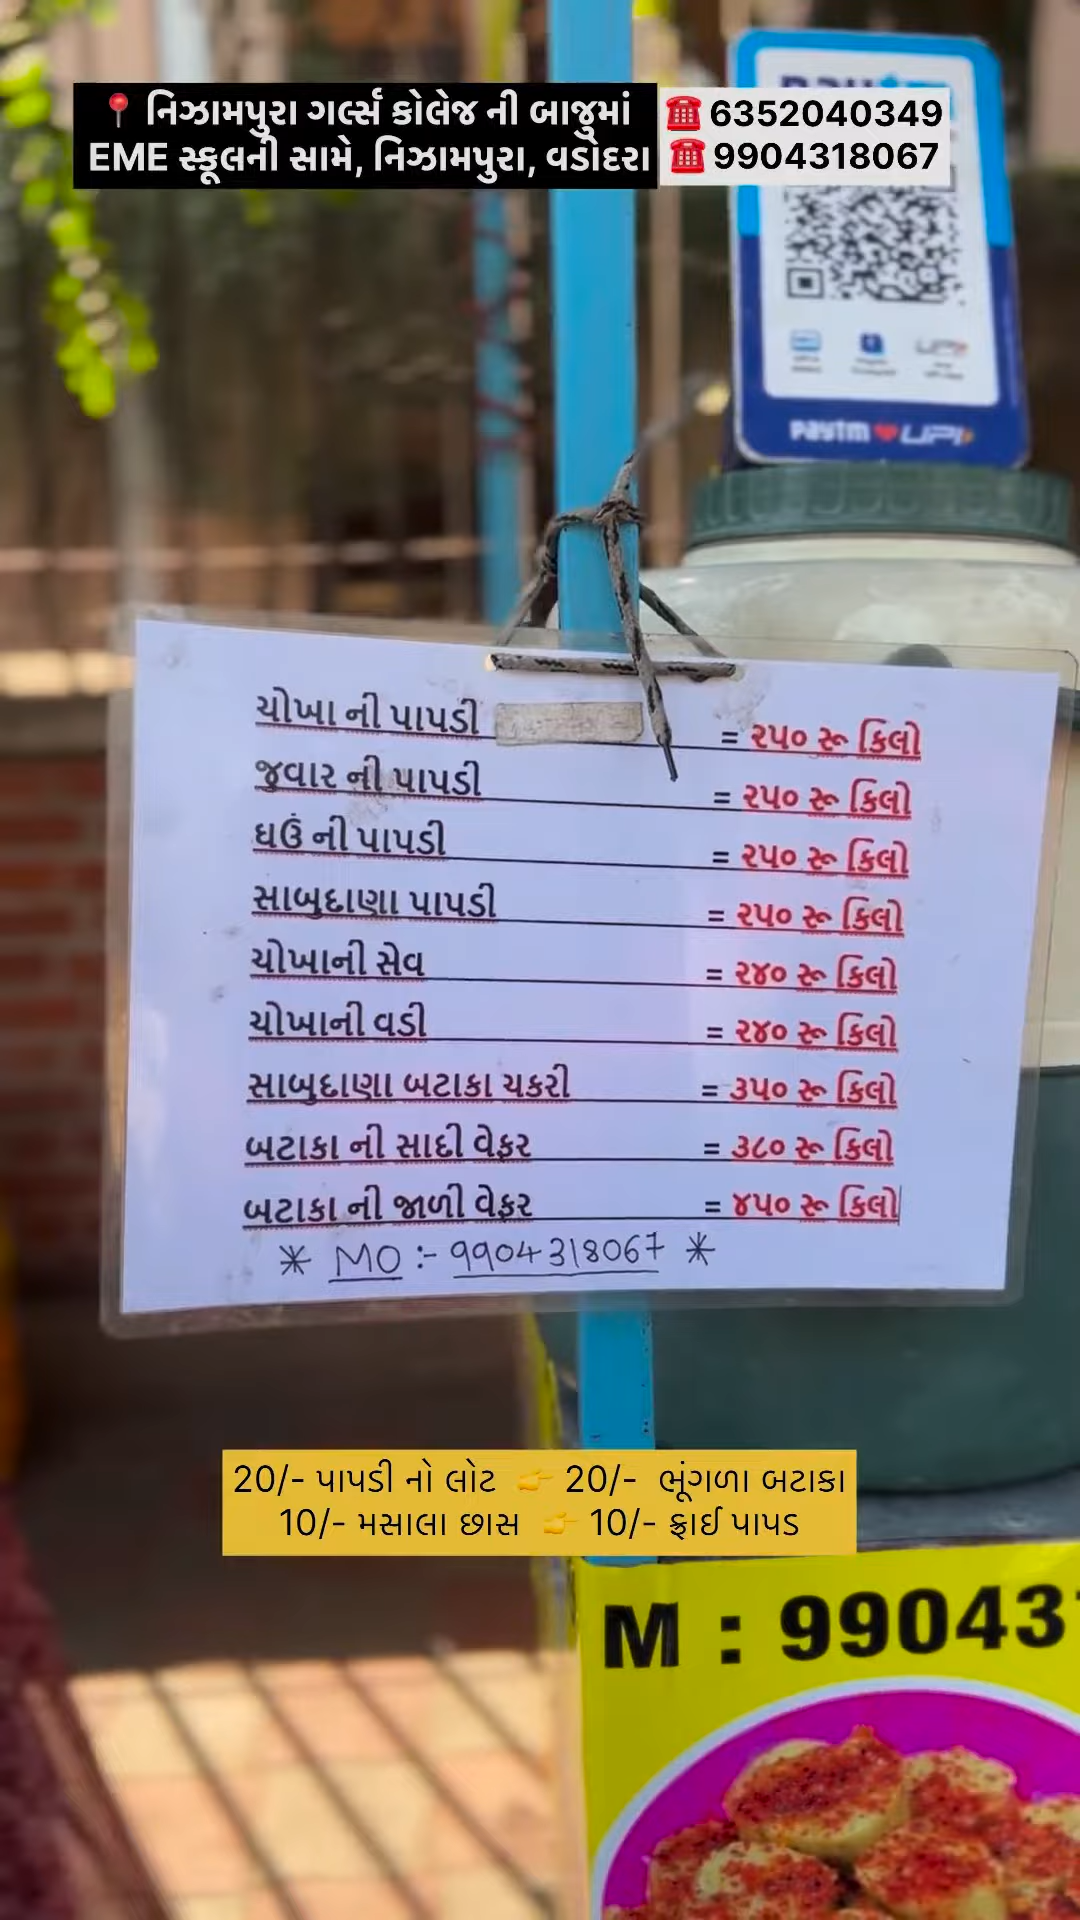 📍 નિઝામપુરા ગર્લ્સ કોલેજ ની બાજુમાં
EME સ્કૂલની સામે, નિઝામપુરા, વડોદરા
☎️ 6352040349
☎️ 9904318067
paytm
UPI
paytm ❤ UPI
ચોખા ની પાપડી = ૨૫૦ રૂ કિલો
જુવાર ની પાપડી = ૨૫૦ રૂ કિલો
ઘઉં ની પાપડી = ૨૫૦ રૂ કિલો
સાબુદાણા પાપડી = ૨૫૦ રૂ કિલો
ચોખાની સેવ = ૨૪૦ રૂ કિલો
ચોખાની વડી = ૨૪૦ રૂ કિલો
સાબુદાણા બટાકા ચકરી = ૩૫૦ રૂ કિલો
બટાકા ની સાદી વેફર = ૩૮૦ રૂ કિલો
બટાકા ની જાળી વેફર = ૪૫૦ રૂ કિલો
* MO :- 9904318067 *
20/- પાપડી નો લોટ 👉 20/- ભૂંગળા બટાકા
10/- મસાલા છાસ 👉 10/- ફ્રાઈ પાપડ
M : 99043